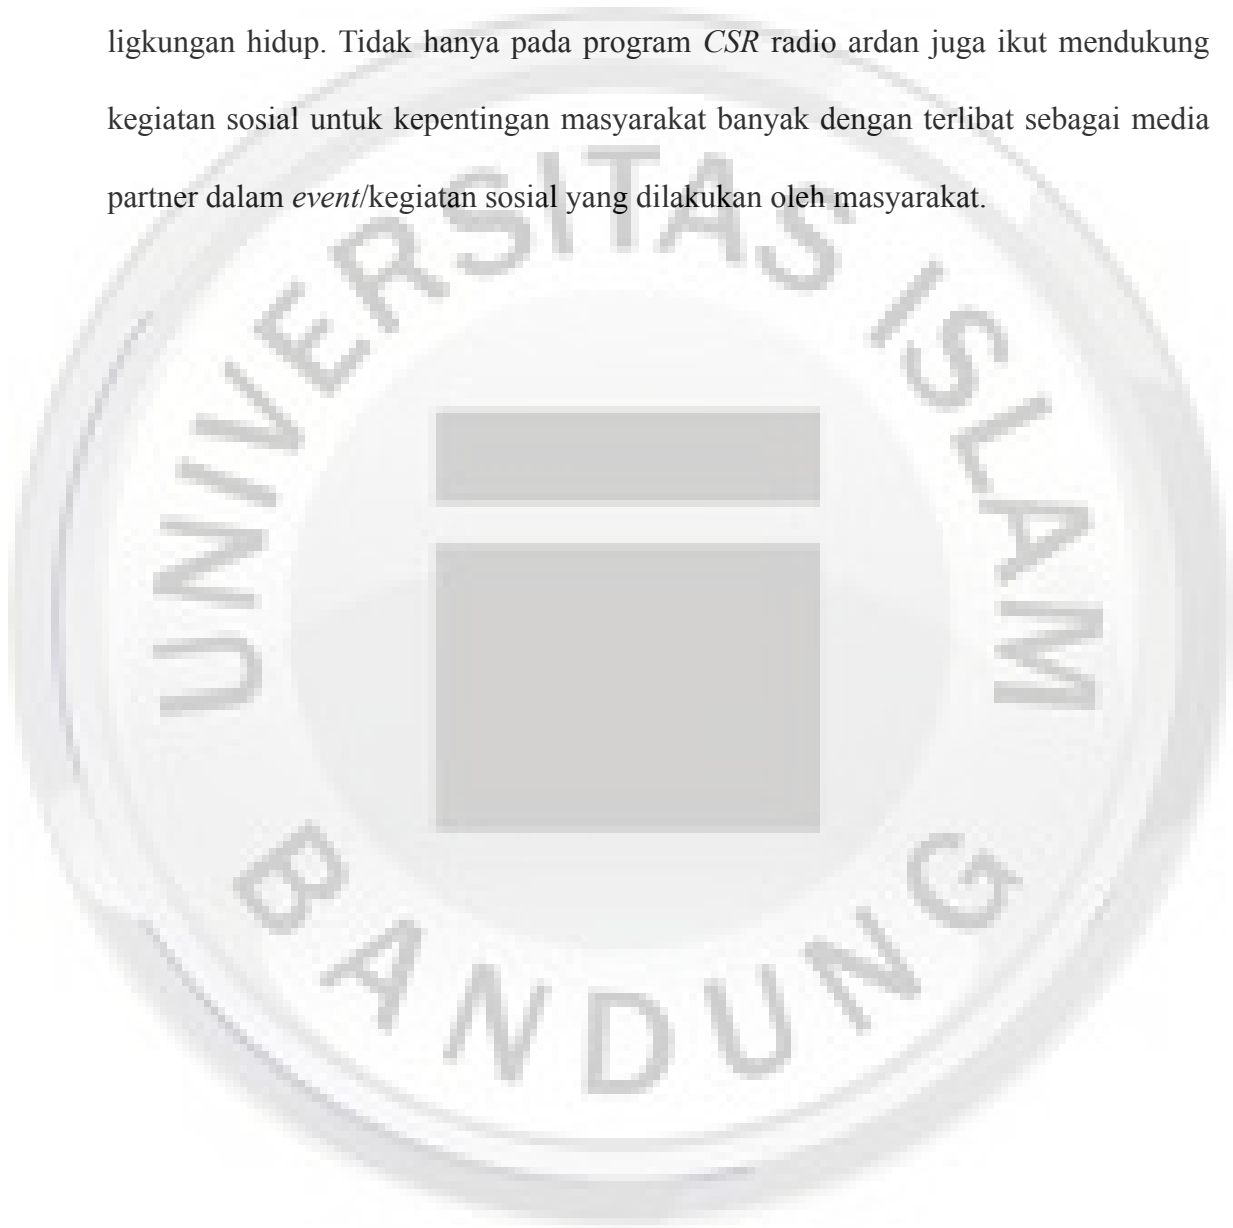 ligkungan hidup. Tidak hanya pada program CSR radio ardan juga ikut mendukung
kegiatan sosial untuk kepentingan masyarakat banyak dengan terlibat sebagai media
partner dalam event/kegiatan sosial yang dilakukan oleh masyarakat.
UNIVERSITAS ISLAM
BANDUNG